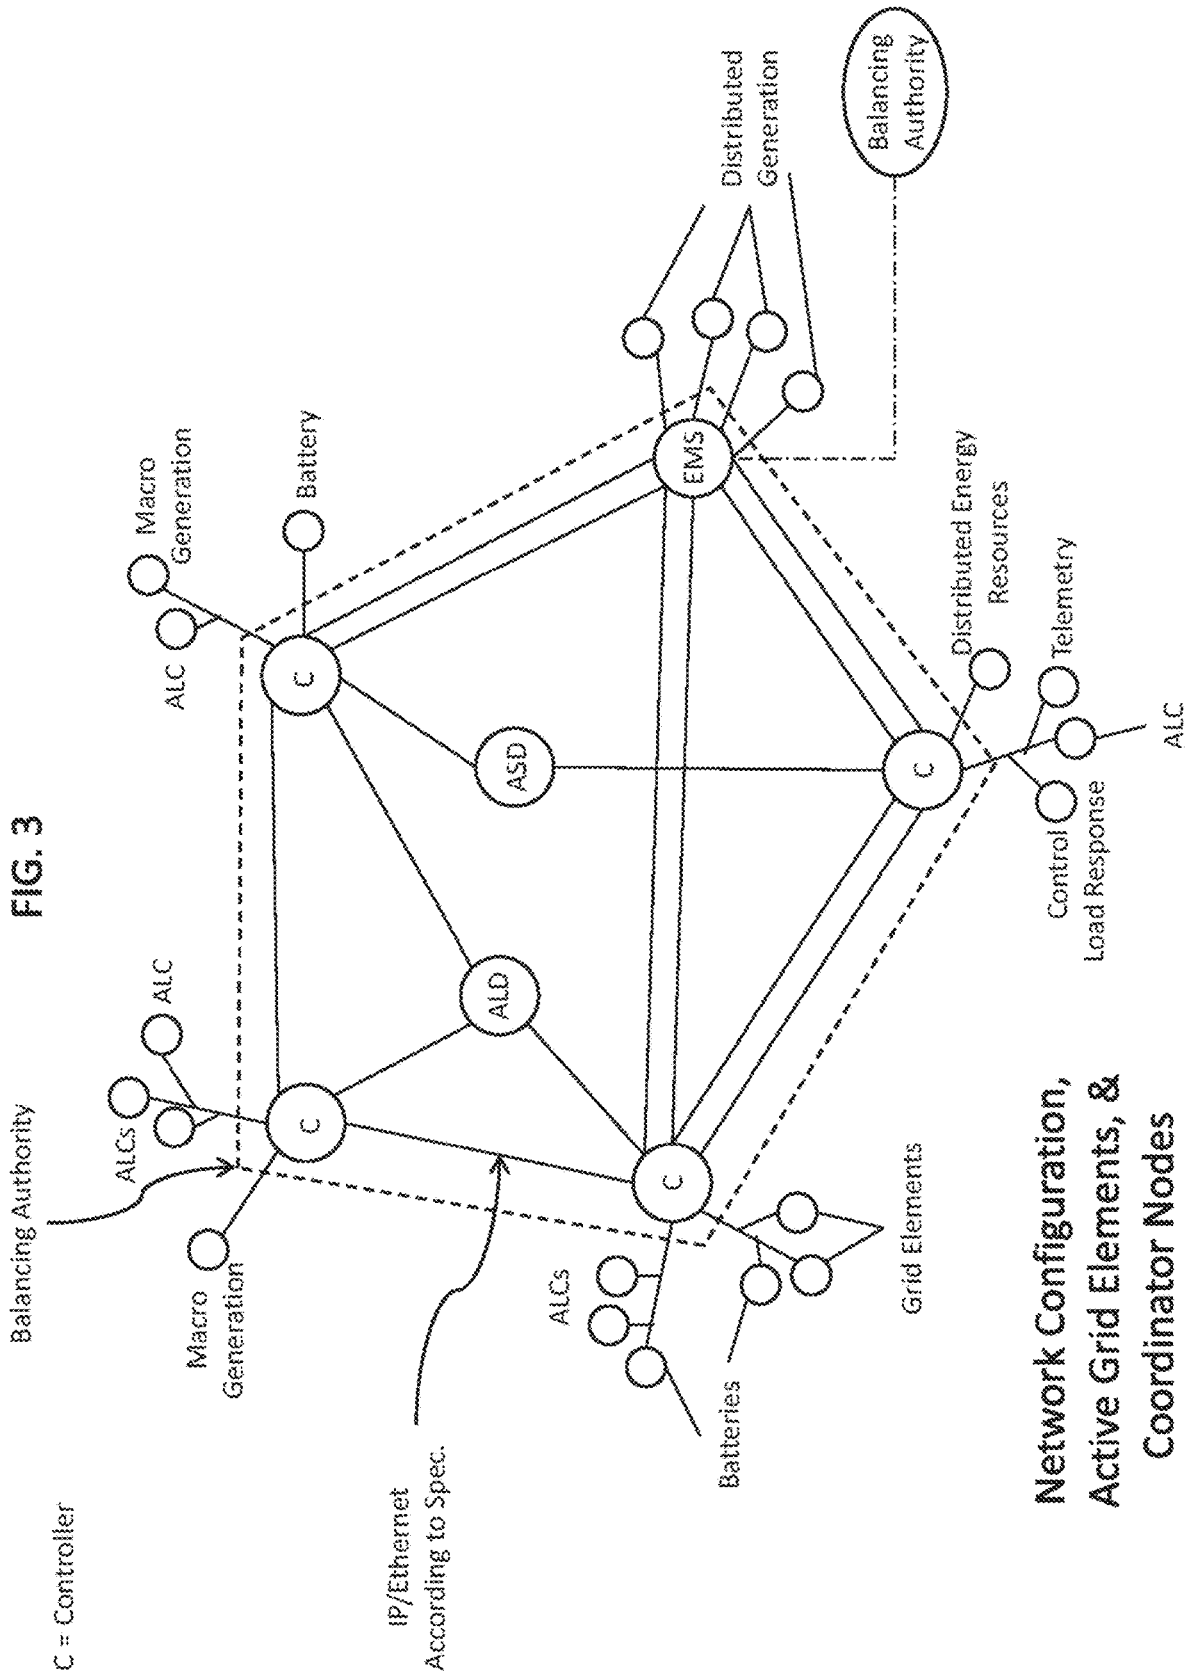 FIG. 3
C = Controller
Balancing Authority
IP/Ethernet
According to Spec.
Macro
Generation
ALCs
ALC
C
ALC
Macro
Generation
C
Battery
ALD
ASD
ALCs
Batteries
C
EMS
Distributed
Generation
Grid Elements
C
Balancing
Authority
Distributed Energy
Resources
Control
Load Response
Telemetry
ALC
Network Configuration,
Active Grid Elements, &
Coordinator Nodes